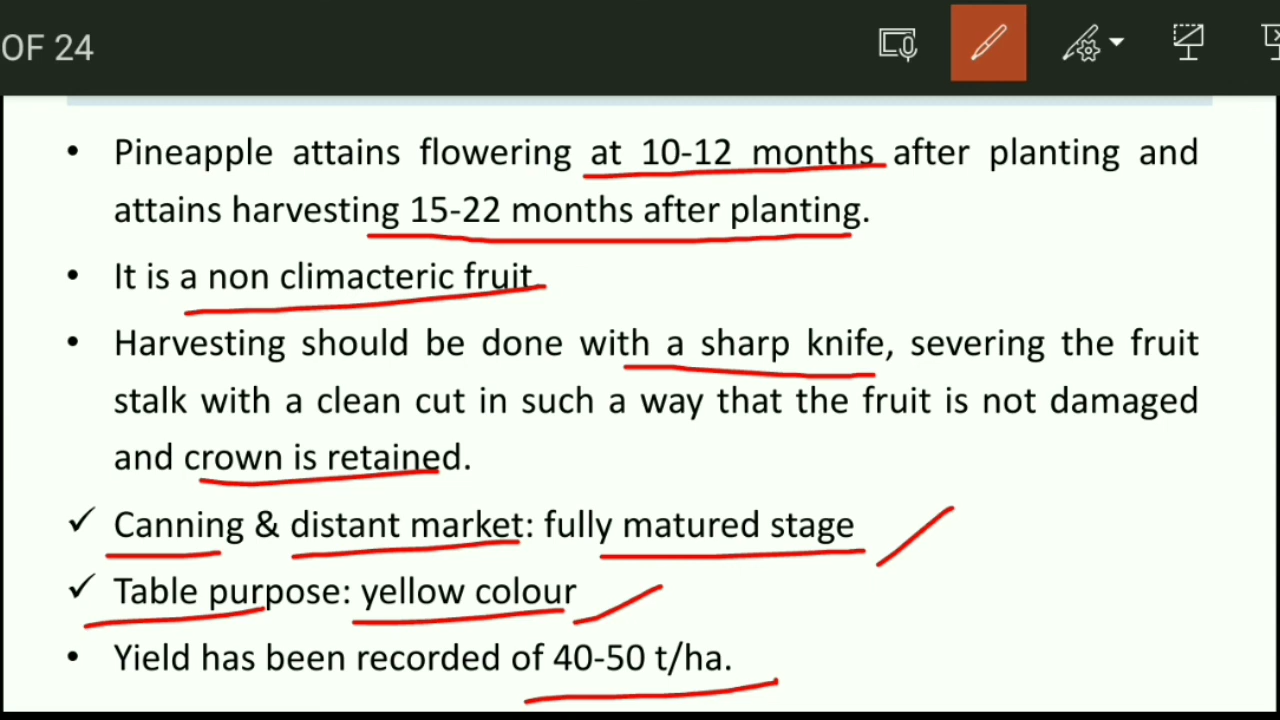 OF 24
• Pineapple attains flowering at 10-12 months after planting and
attains harvesting 15-22 months after planting.
• It is a non climacteric fruit
• Harvesting should be done with a sharp knife, severing the fruit
stalk with a clean cut in such a way that the fruit is not damaged
and crown is retained.
✓ Canning & distant market: fully matured stage
✓ Table purpose: yellow colour
• Yield has been recorded of 40-50 t/ha.